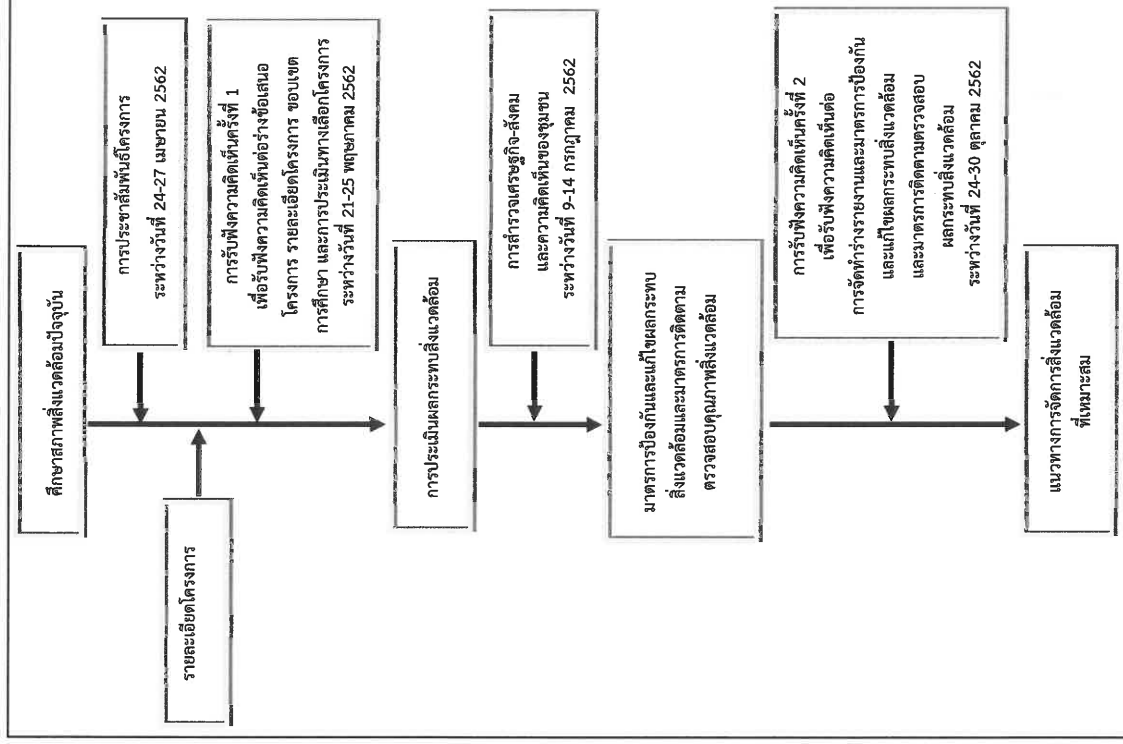 ศึกษาสภาพสิ่งแวดล้อมปัจจุบัน
การประชาสัมพันธ์โครงการ
ระหว่างวันที่ 24-27 เมษายน 2562
รายละเอียดโครงการ
การรับฟังความคิดเห็นครั้งที่ 1
เพื่อรับฟังความคิดเห็นต่อร่างข้อเสนอ
โครงการ รายละเอียดโครงการ ขอบเขต
การศึกษา และการประเมินทางเลือกโครงการ
ระหว่างวันที่ 21-25 พฤษภาคม 2562
การประเมินผลกระทบสิ่งแวดล้อม
การสำรวจเศรษฐกิจ-สังคม
และความคิดเห็นของชุมชน
ระหว่างวันที่ 9-14 กรกฎาคม 2562
มาตรการป้องกันและแก้ไขผลกระทบ
สิ่งแวดล้อมและมาตรการติดตาม
ตรวจสอบคุณภาพสิ่งแวดล้อม
การรับฟังความคิดเห็นครั้งที่ 2
เพื่อรับฟังความคิดเห็นต่อ
การจัดทำร่างรายงานและมาตรการป้องกัน
และแก้ไขผลกระทบสิ่งแวดล้อม
และมาตรการติดตามตรวจสอบ
ผลกระทบสิ่งแวดล้อม
ระหว่างวันที่ 24-30 ตุลาคม 2562
แนวทางการจัดการสิ่งแวดล้อม
ที่เหมาะสม